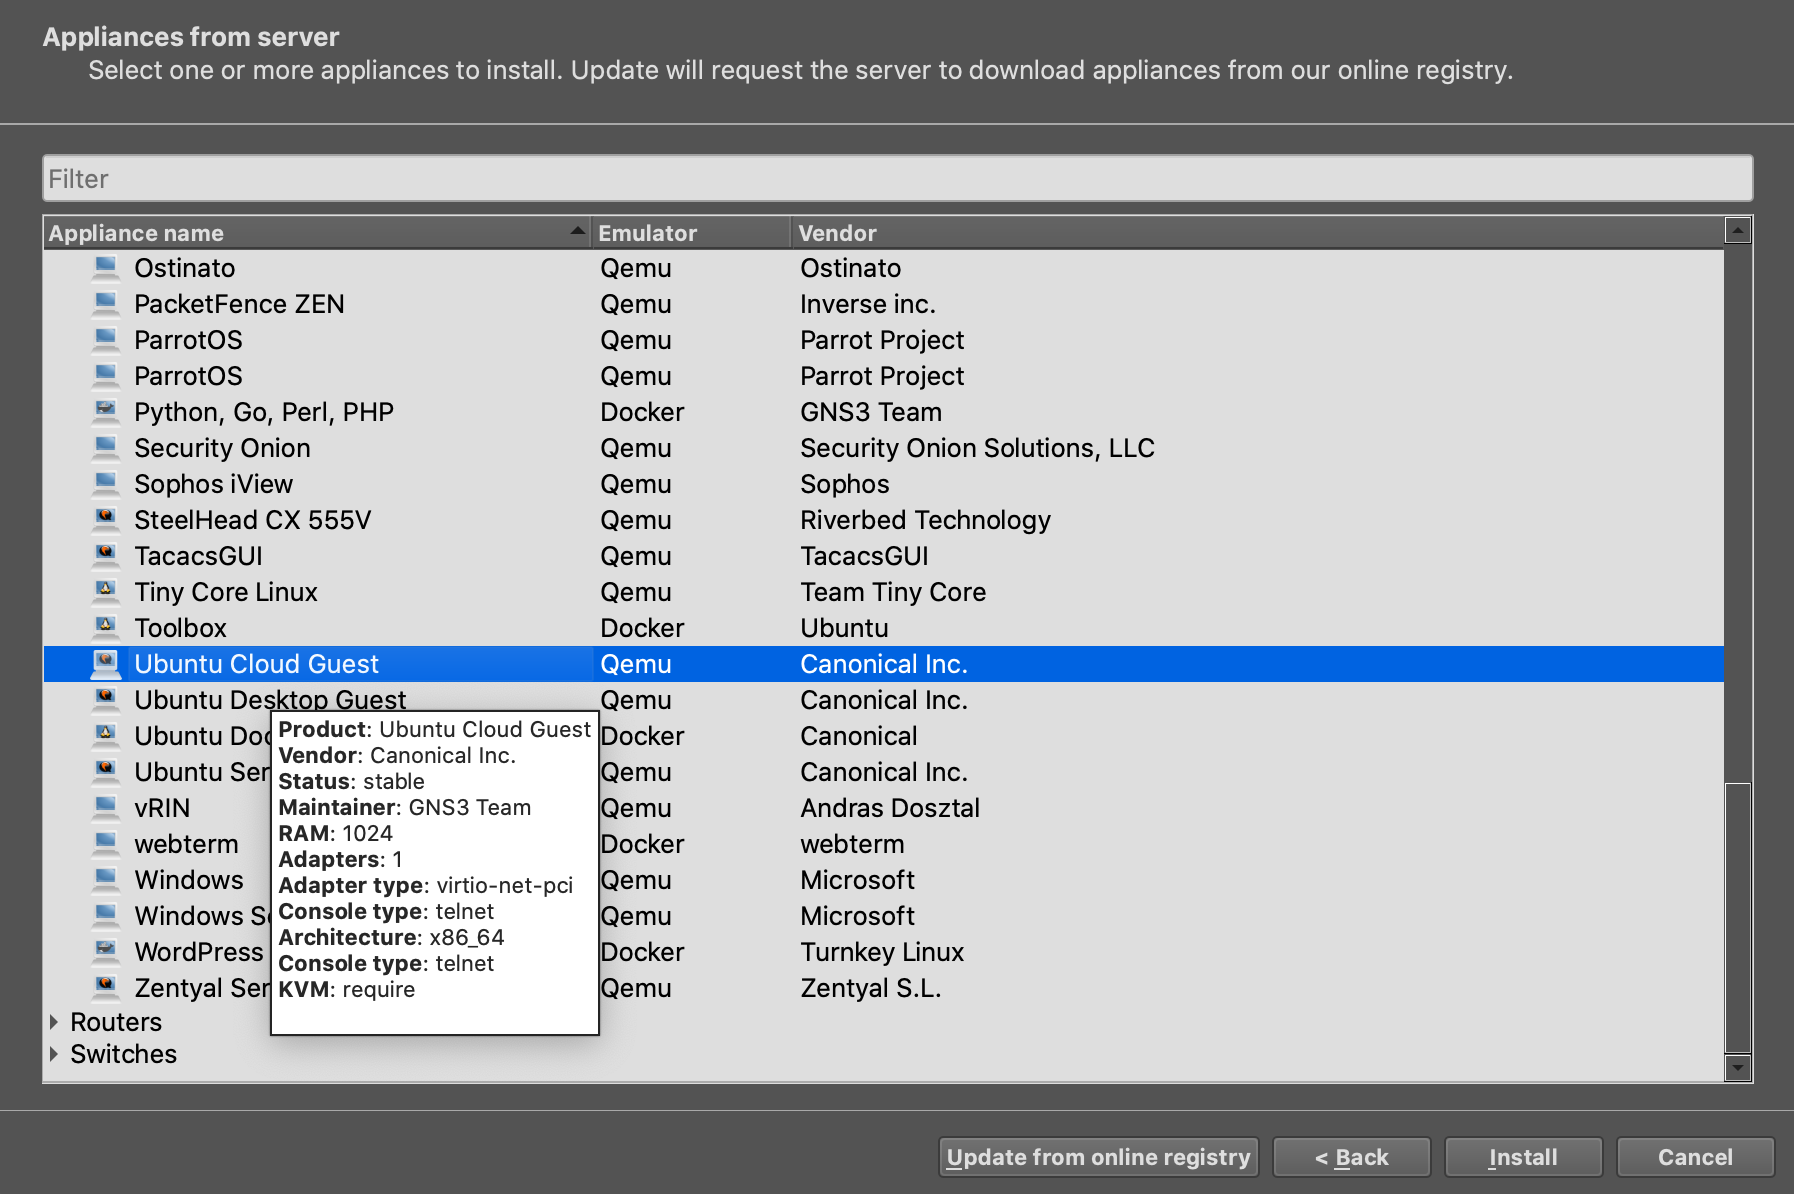 Appliances from server
Select one or more appliances to install. Update will request the server to download appliances from our online registry.
Filter
Appliance name Emulator Vendor
Ostinato Qemu Ostinato
PacketFence ZEN Qemu Inverse inc.
ParrotOS Qemu Parrot Project
ParrotOS Qemu Parrot Project
Python, Go, Perl, PHP Docker GNS3 Team
Security Onion Qemu Security Onion Solutions, LLC
Sophos iView Qemu Sophos
SteelHead CX 555V Qemu Riverbed Technology
TacacsGUI Qemu TacacsGUI
Tiny Core Linux Qemu Team Tiny Core
Toolbox Docker Ubuntu
Ubuntu Cloud Guest Qemu Canonical Inc.
Ubuntu Desktop Guest Qemu Canonical Inc.
Ubuntu Docker Canonical
Ubuntu Qemu Canonical Inc.
vRIN Qemu Andras Dosztal
webterm Docker webterm
Windows Qemu Microsoft
Windows Qemu Microsoft
WordPress Docker Turnkey Linux
Zentyal Qemu Zentyal S.L.
Product: Ubuntu Cloud Guest
Vendor: Canonical Inc.
Status: stable
Maintainer: GNS3 Team
RAM: 1024
Adapters: 1
Adapter type: virtio-net-pci
Console type: telnet
Architecture: x86_64
Console type: telnet
KVM: require
Routers
Switches
Update from online registry < Back Install Cancel